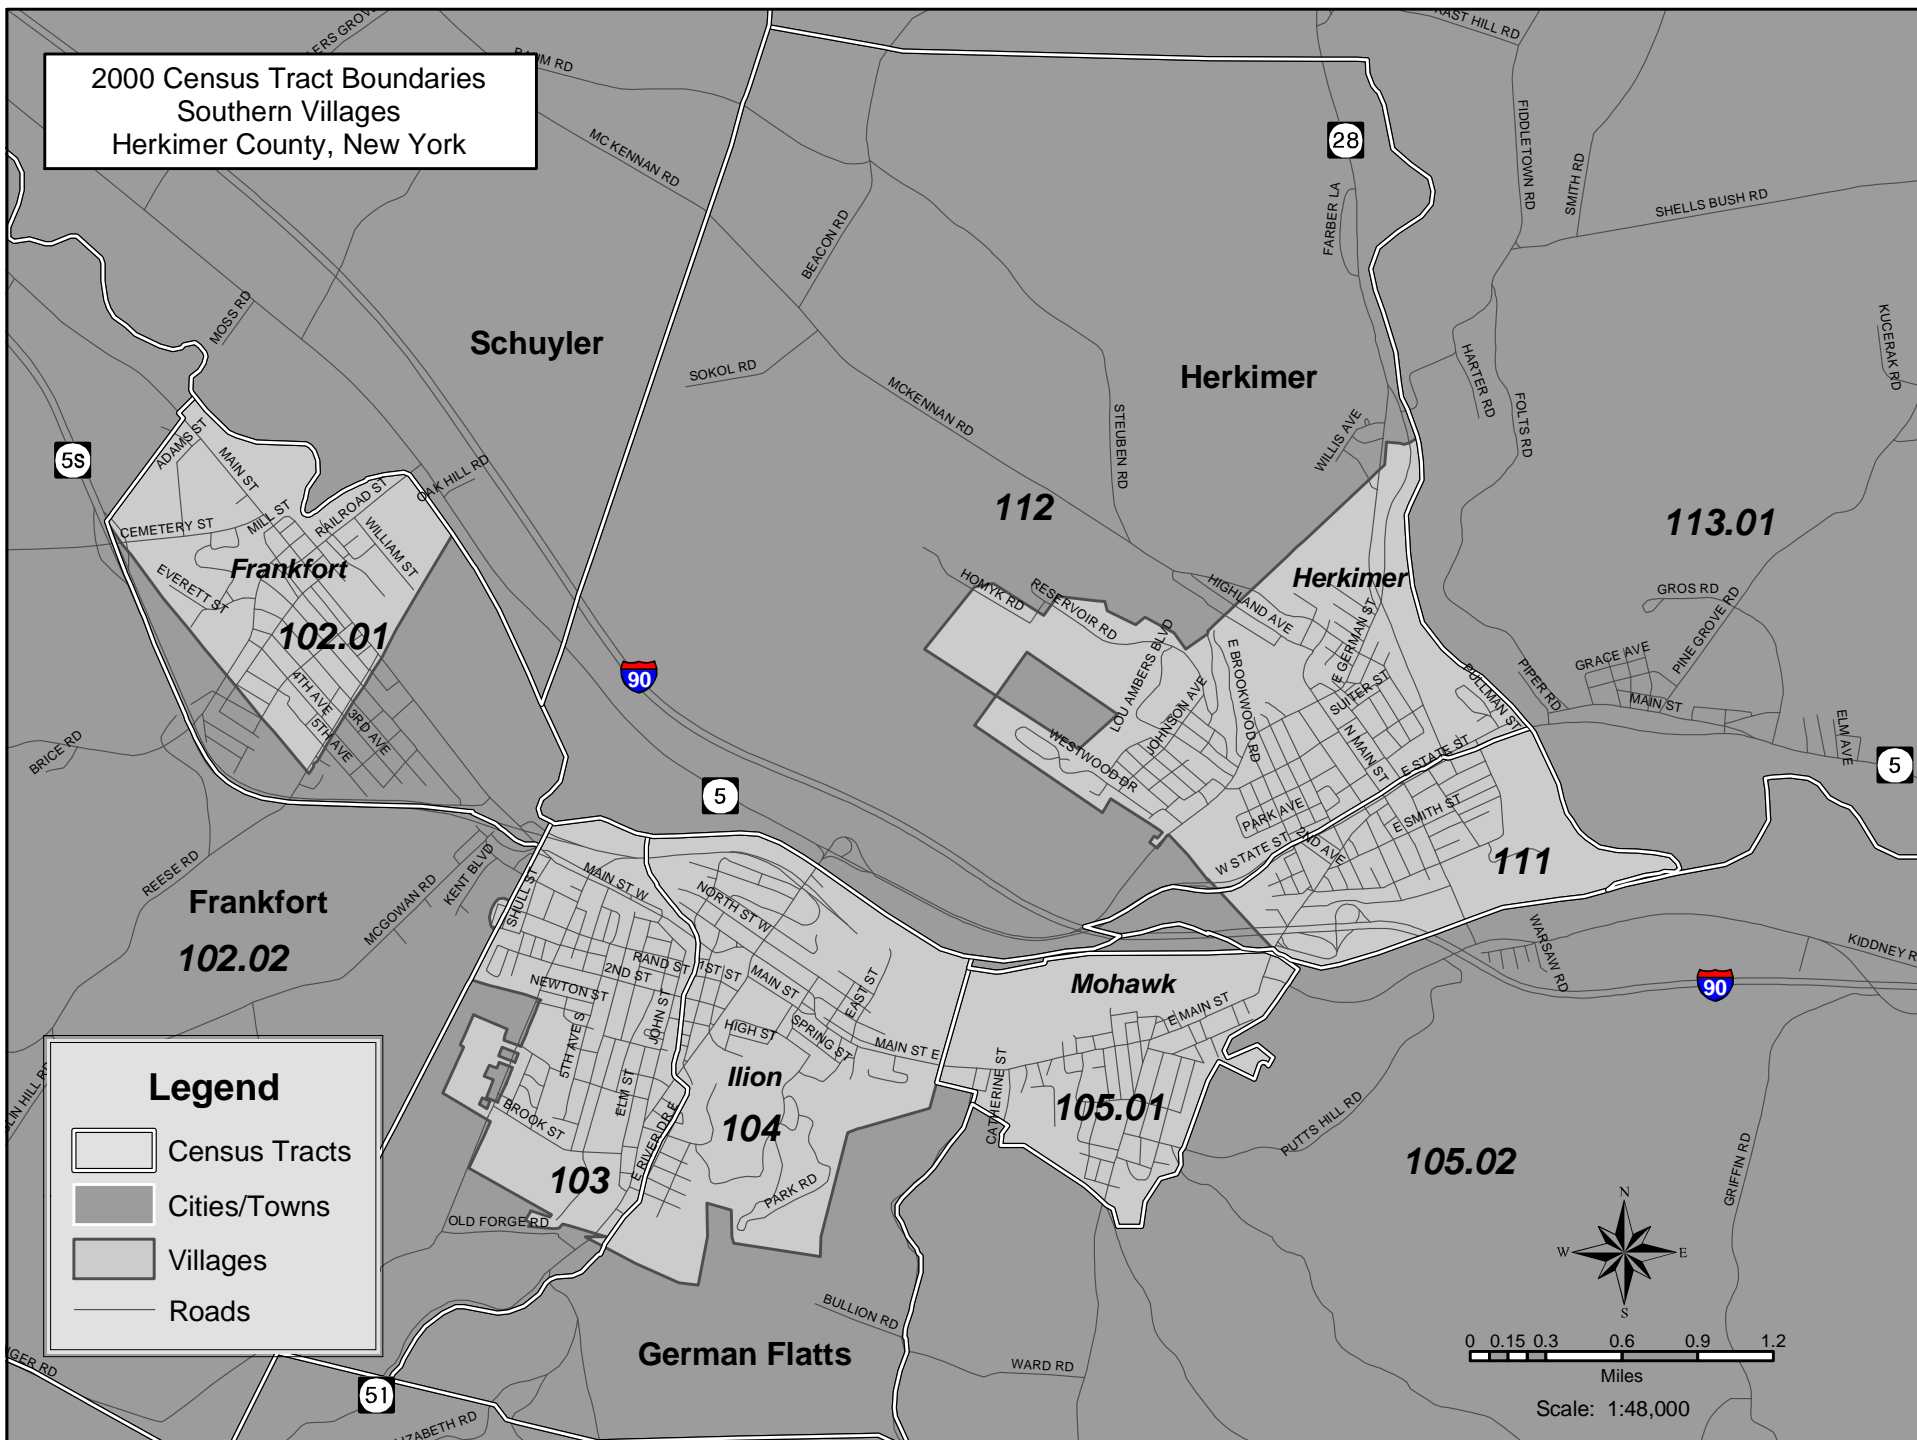 2000 Census Tract Boundaries
Southern Villages
Herkimer County, New York
EAST HILL RD
28
MC KENNAN RD
FIDDLETOWN RD
SMITH RD
SHELLS BUSH RD
FARBER LA
BEACON RD
MOSS RD
Schuyler
SOKOL RD
Herkimer
KUCERAK RD
HARTER RD
FOLTS RD
MCKENNAN RD
STEUBEN RD
WILLIS AVE
5S
ADAMS ST
MAIN ST
OAK HILL RD
RAILROAD ST
MILL ST
CEMETERY ST
WILLIAM ST
112
113.01
Frankfort
EVERETT ST
102.01
HOMYK RD
RESERVOIR RD
HIGHLAND AVE
Herkimer
GROS RD
PINE GROVE RD
GRACE AVE
MAIN ST
PIPER RD
PULLMAN ST
E GERMAN ST
SUITER ST
E BROOKWOOD RD
LOU AMBERS BLVD
JOHNSON AVE
90
4TH AVE
3RD AVE
5TH AVE
N MAIN ST
E STATE ST
ELM AVE
5
BRICE RD
WESTWOOD DR
5
PARK AVE
2ND AVE
E SMITH ST
W STATE ST
111
REESE RD
Frankfort
102.02
MCGOWAN RD
KENT BLVD
SHULL ST
MAIN ST W
NORTH ST W
WARSAW RD
KIDDNEY R
RAND ST
1ST ST
2ND ST
MAIN ST
EAST ST
NEWTON ST
Mohawk
E MAIN ST
90
JOHN ST
HIGH ST
SPRING ST
MAIN ST E
5TH AVE S
ELM ST
Ilion
104
CATHERINE ST
105.01
BROOK ST
E RIVER DR E
PUTTS HILL RD
105.02
GRIFFIN RD
103
PARK RD
OLD FORGE RD
Legend
Census Tracts
Cities/Towns
Villages
Roads
N
W
E
S
BULLION RD
German Flatts
WARD RD
51
0 0.15 0.3 0.6 0.9 1.2
Miles
Scale: 1:48,000